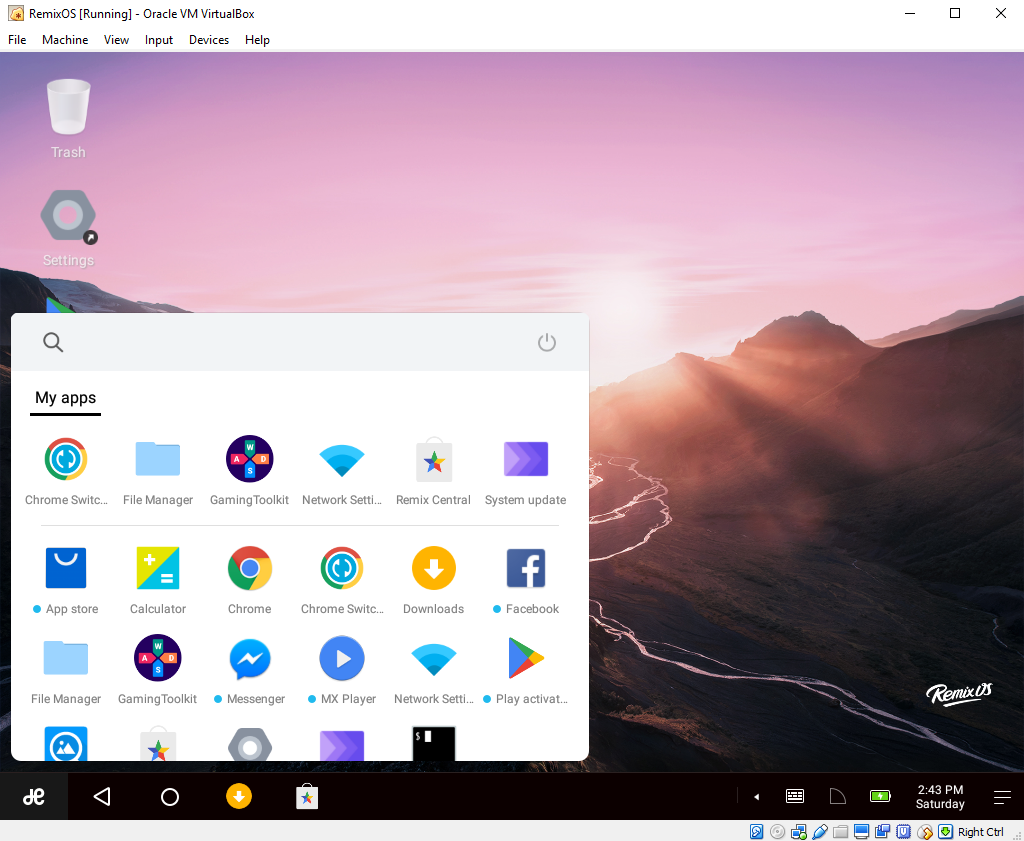 RemixOS [Running] - Oracle VM VirtualBox
File Machine View Input Devices Help
Trash
Settings
My apps
W
A D
S
Chrome Switc... File Manager GamingToolkit Network Setti... Remix Central System update
App store Calculator Chrome Chrome Switc... Downloads Facebook
W
A D
S
File Manager GamingToolkit Messenger MX Player Network Setti... Play activat...
$
Remix OS
2:43 PM
Saturday
Right Ctrl